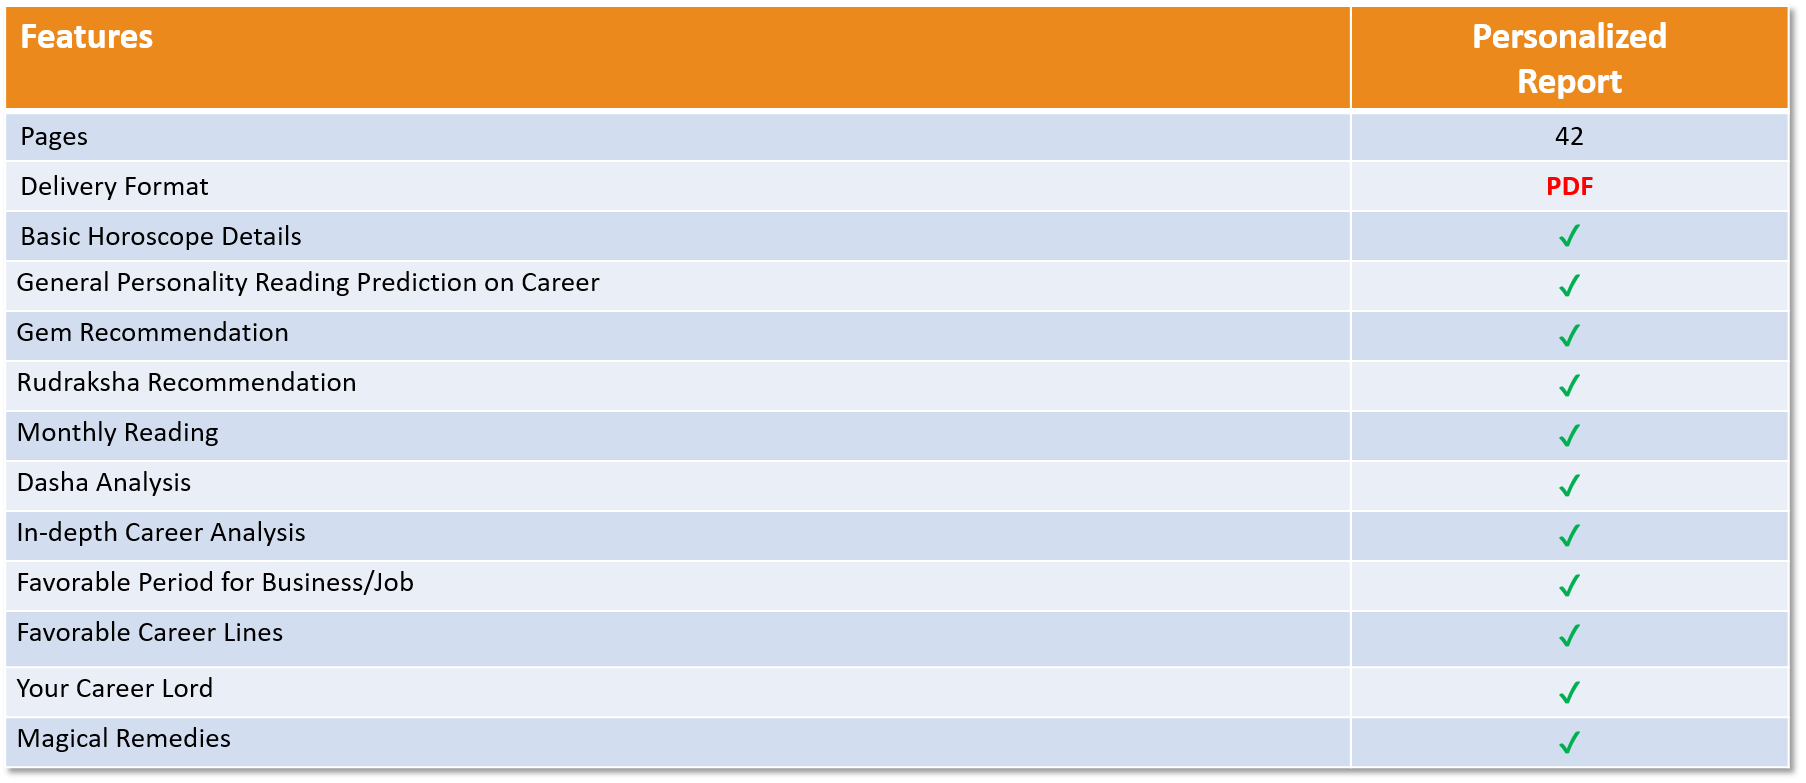 Features
Personalized
Report
Pages 42
Delivery Format PDF
Basic Horoscope Details ✓
General Personality Reading Prediction on Career ✓
Gem Recommendation ✓
Rudraksha Recommendation ✓
Monthly Reading ✓
Dasha Analysis ✓
In-depth Career Analysis ✓
Favorable Period for Business/Job ✓
Favorable Career Lines ✓
Your Career Lord ✓
Magical Remedies ✓